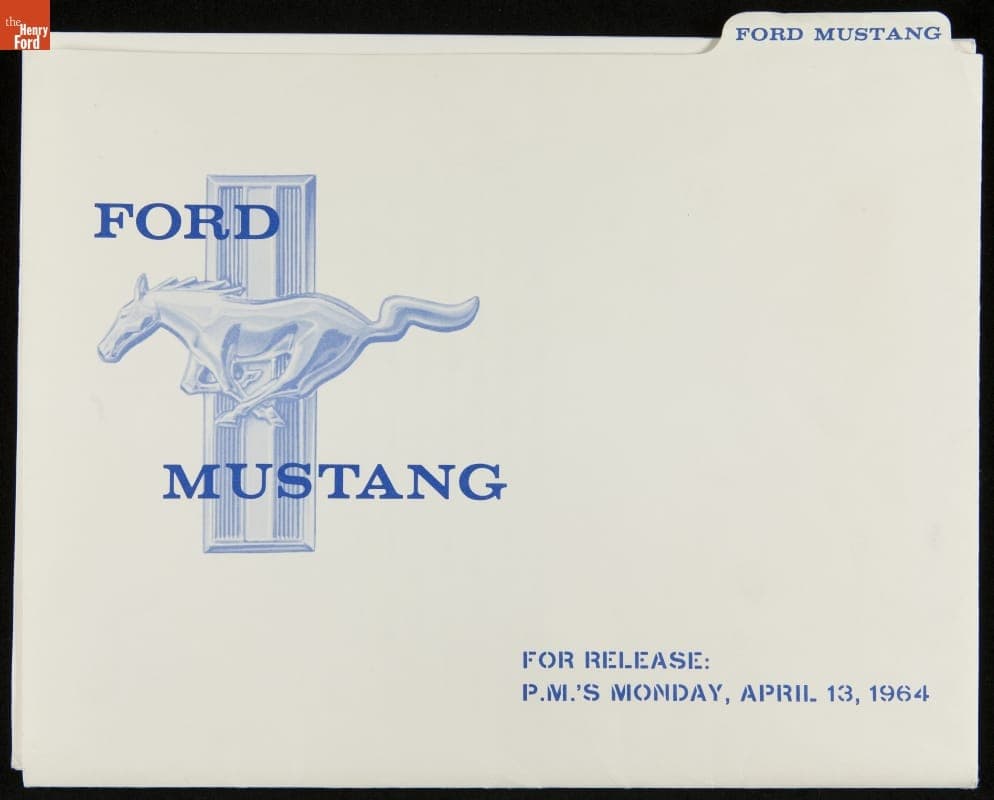 the
Henry
Ford
FORD MUSTANG
FORD
MUSTANG
FOR RELEASE:
P.M.'S MONDAY, APRIL 13, 1964